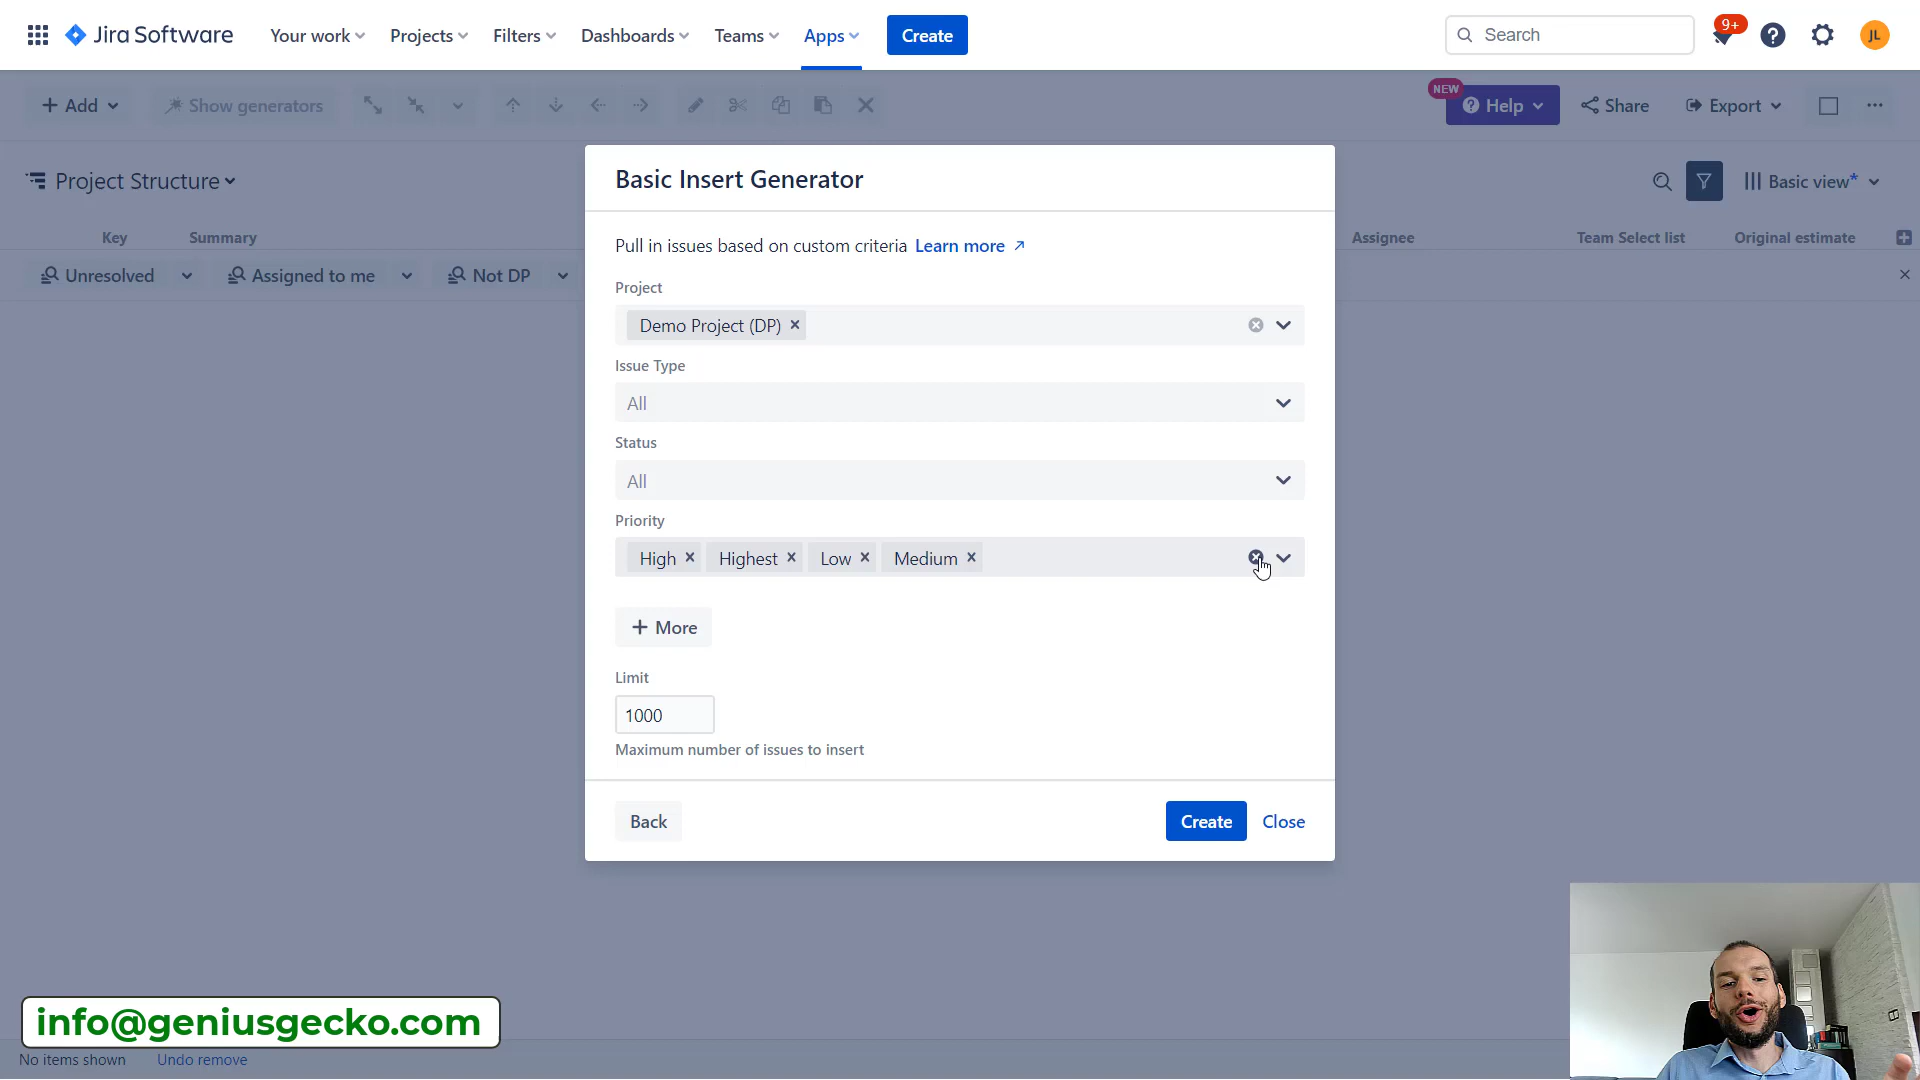 Jira Software
Your work
Projects
Filters
Dashboards
Teams
Apps
Create
Search
9+
JL
Add
Show generators
NEW
Help
Share
Export
Project Structure
Basic view*
Key
Summary
Assignee
Team Select list
Original estimate
Unresolved
Assigned to me
Not DP
Basic Insert Generator
Pull in issues based on custom criteria Learn more
Project
Demo Project (DP)
Issue Type
All
Status
All
Priority
High
Highest
Low
Medium
+ More
Limit
1000
Maximum number of issues to insert
Back
Create
Close
info@geniusgecko.com
No items shown
Undo remove